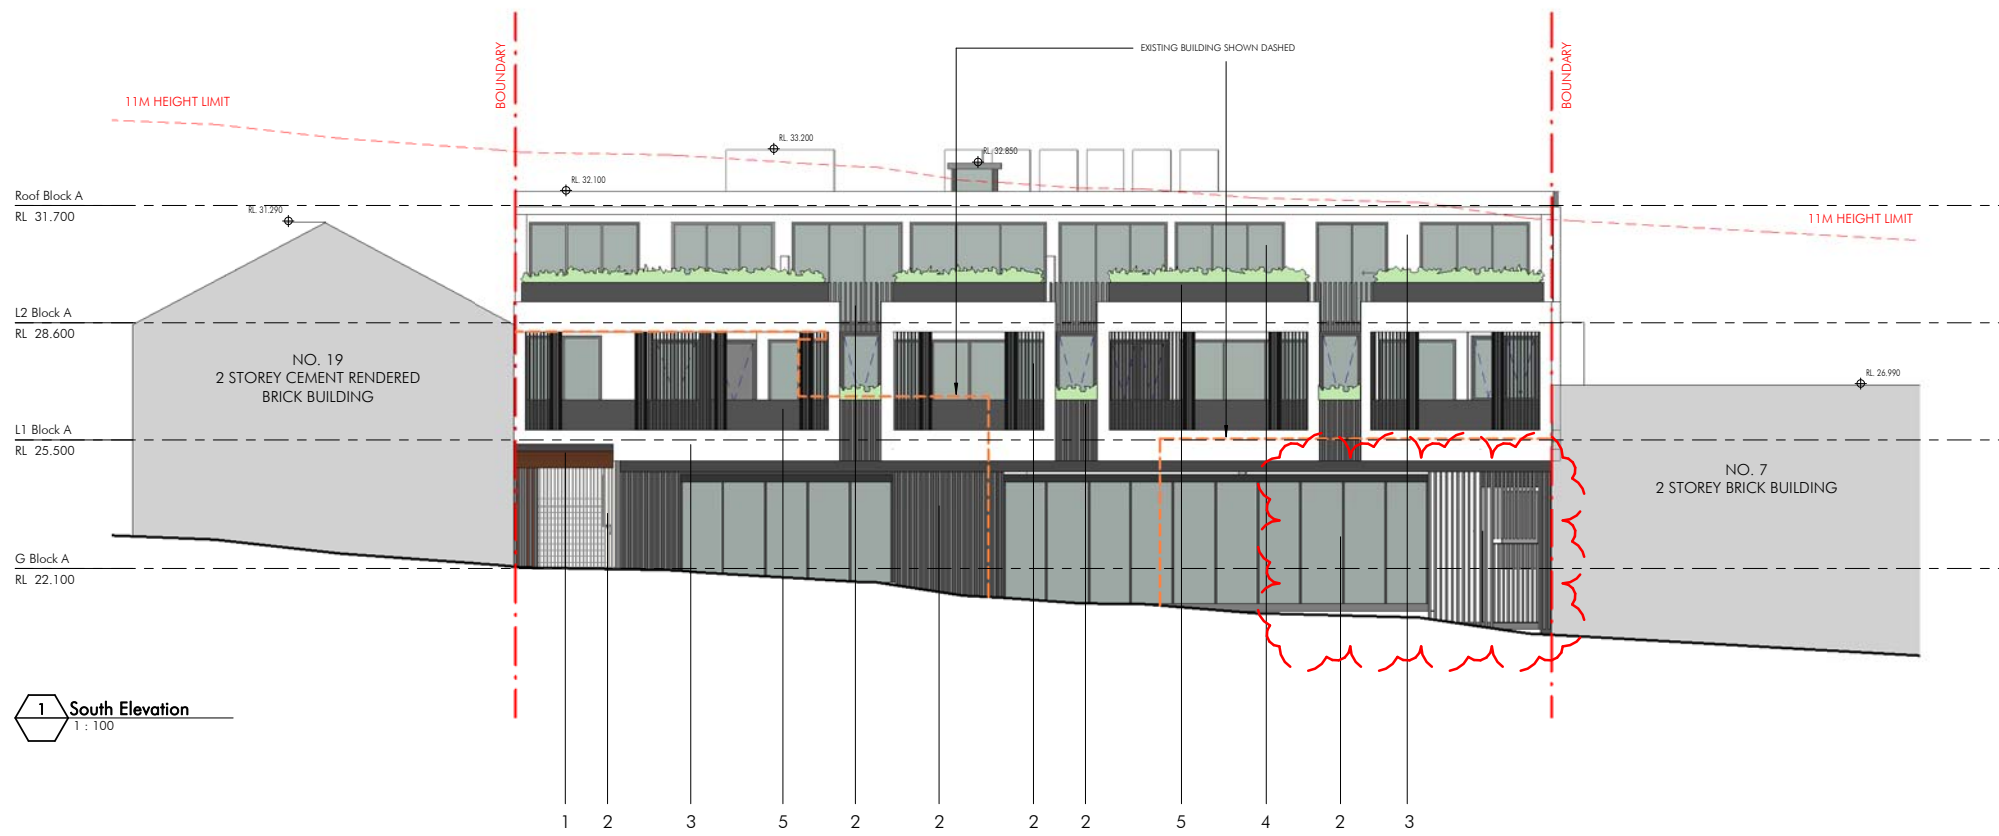 EXISTING BUILDING SHOWN DASHED
BOUNDARY
BOUNDARY
11M HEIGHT LIMIT
RL. 33.200
RL. 32.850
RL. 32.100
Roof Block A
RL 31.700
RL. 31.290
11M HEIGHT LIMIT
L2 Block A
RL 28.600
NO. 19
2 STOREY CEMENT RENDERED
BRICK BUILDING
RL. 26.990
L1 Block A
RL 25.500
NO. 7
2 STOREY BRICK BUILDING
G Block A
RL 22.100
1 South Elevation
1 : 100
1 2 3 5 2 2 2 2 5 4 2 3